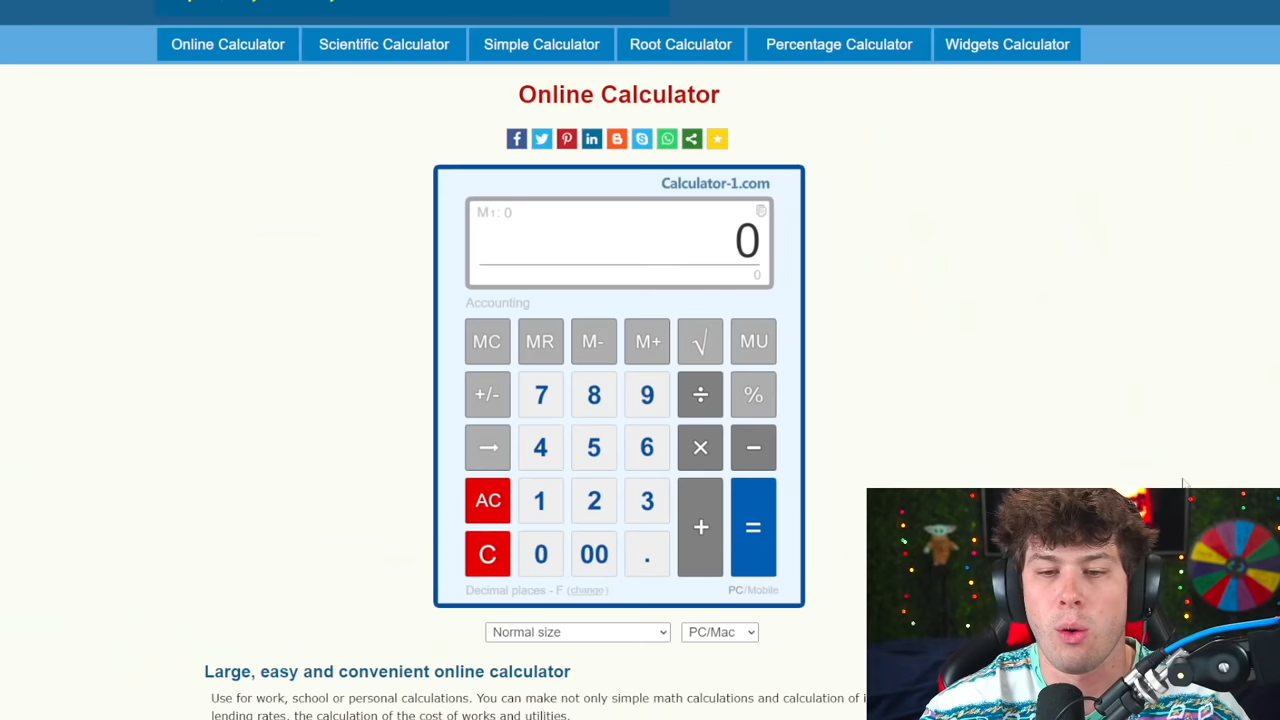 Online Calculator Scientific Calculator Simple Calculator Root Calculator Percentage Calculator Widgets Calculator
Online Calculator
Calculator-1.com
M1: 0
0
0
Accounting
MC MR M- M+ √ MU
+/- 7 8 9 ÷ %
→ 4 5 6 × −
AC 1 2 3 + =
C 0 00 .
Decimal places - F (change) PC/Mobile
Normal size PC/Mac
Large, easy and convenient online calculator
Use for work, school or personal calculations. You can make not only simple math calculations and calculation of i
lending rates, the calculation of the cost of works and utilities.